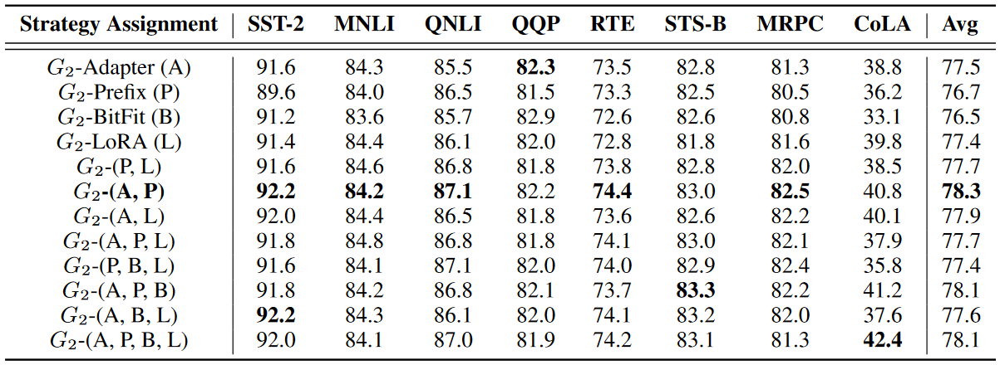 Strategy Assignment SST-2 MNLI QNLI QQP RTE STS-B MRPC CoLA Avg
G2-Adapter (A) 91.6 84.3 85.5 82.3 73.5 82.8 81.3 38.8 77.5
G2-Prefix (P) 89.6 84.0 86.5 81.5 73.3 82.5 80.5 36.2 76.7
G2-BitFit (B) 91.2 83.6 85.7 82.9 72.6 82.6 80.8 33.1 76.5
G2-LoRA (L) 91.4 84.4 86.1 82.0 72.8 81.8 81.6 39.8 77.4
G2-(P, L) 91.6 84.6 86.8 81.8 73.8 82.8 82.0 38.5 77.7
G2-(A, P) 92.2 84.2 87.1 82.2 74.4 83.0 82.5 40.8 78.3
G2-(A, L) 92.0 84.4 86.5 81.8 73.6 82.6 82.2 40.1 77.9
G2-(A, P, L) 91.8 84.8 86.8 81.8 74.1 83.0 82.1 37.9 77.7
G2-(P, B, L) 91.6 84.1 87.1 82.0 74.0 82.9 82.4 35.8 77.4
G2-(A, P, B) 91.8 84.2 86.8 82.1 73.7 83.3 82.2 41.2 78.1
G2-(A, B, L) 92.2 84.3 86.1 82.0 74.1 83.2 82.0 37.6 77.6
G2-(A, P, B, L) 92.0 84.1 87.0 81.9 74.2 83.1 81.3 42.4 78.1